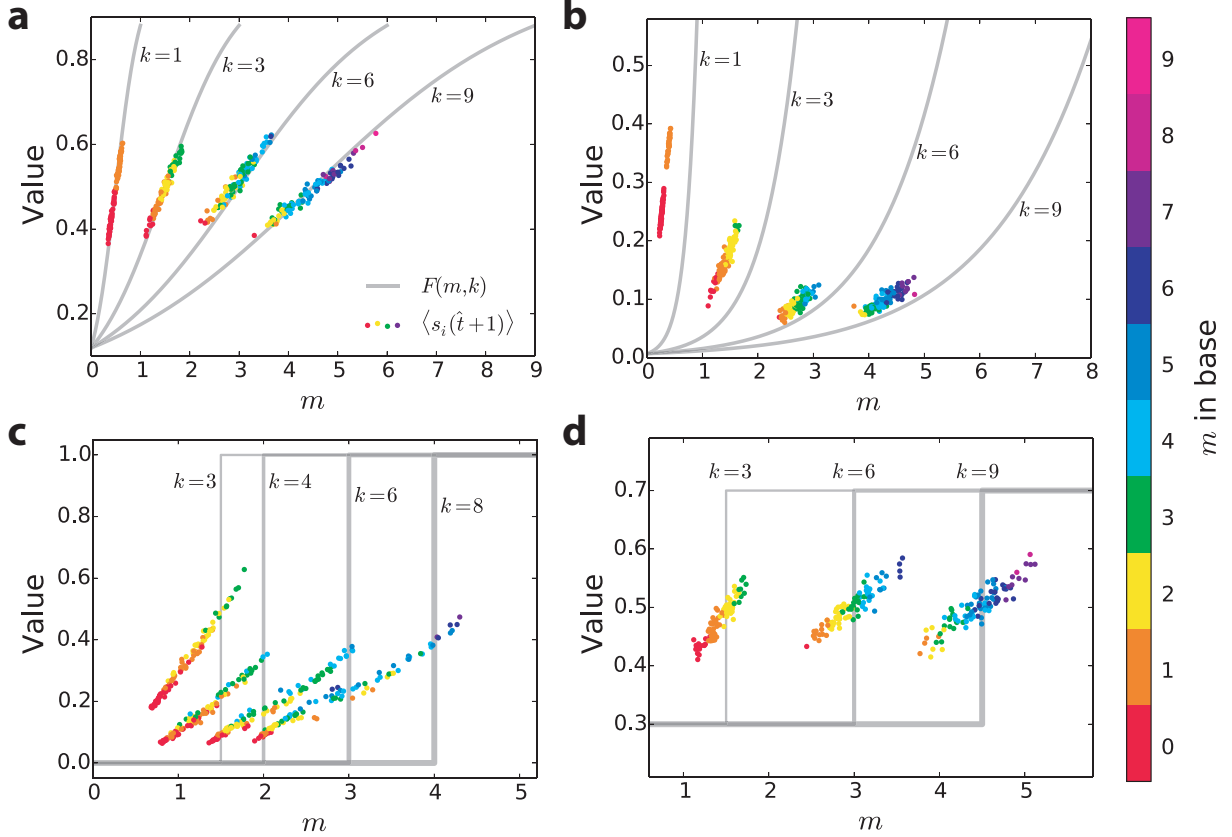 a
Value
0.8
0.6
0.4
0.2
k=1
k=3
k=6
k=9
F(m,k)
⟨s_i(t̂+1)⟩
0 1 2 3 4 5 6 7 8 9
m
b
Value
0.5
0.4
0.3
0.2
0.1
0.0
k=1
k=3
k=6
k=9
0 1 2 3 4 5 6 7 8
m
c
Value
1.0
0.8
0.6
0.4
0.2
0.0
k=3
k=4
k=6
k=8
0 1 2 3 4 5
m
d
Value
0.7
0.6
0.5
0.4
0.3
k=3
k=6
k=9
1 2 3 4 5
m
9
8
7
6
5
4
3
2
1
0
m in base